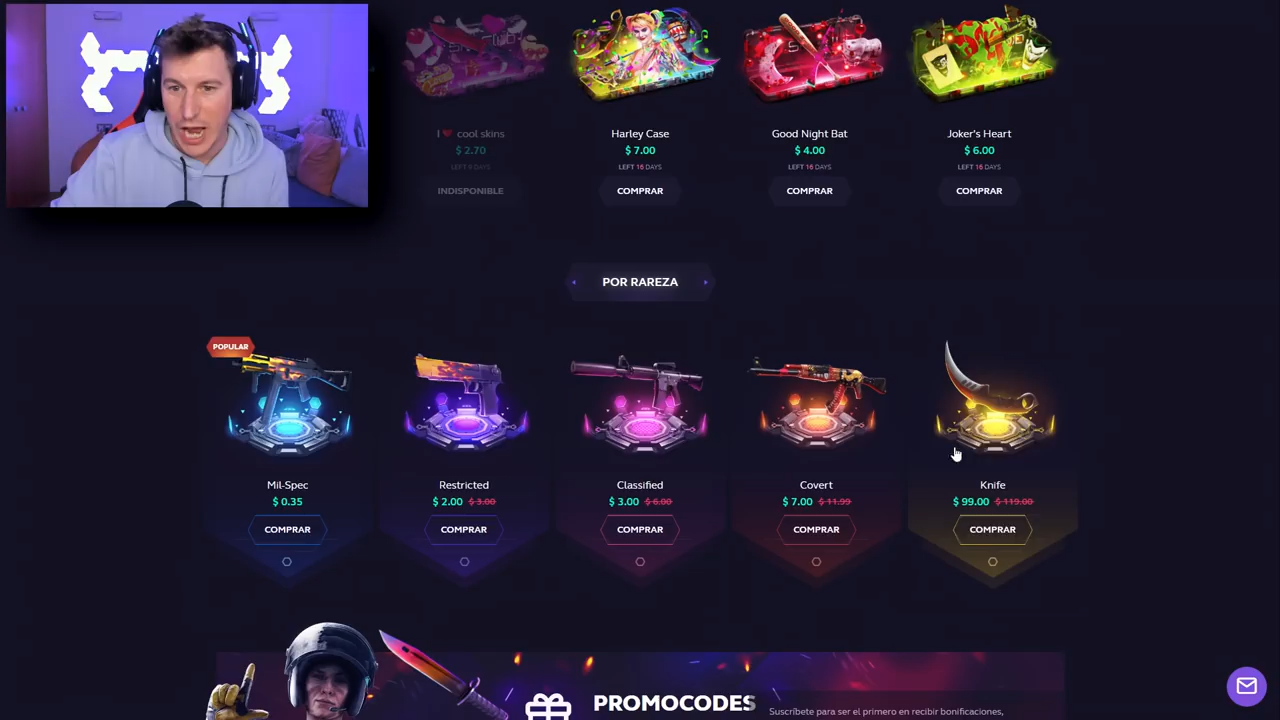 I ❤ cool skins
$ 2.70
LEFT 9 DAYS
INDISPONIBLE
Harley Case
$ 7.00
LEFT 16 DAYS
COMPRAR
Good Night Bat
$ 4.00
LEFT 16 DAYS
COMPRAR
Joker's Heart
$ 6.00
LEFT 16 DAYS
COMPRAR
POR RAREZA
POPULAR
Mil-Spec
$ 0.35
COMPRAR
Restricted
$ 2.00 $ 3.00
COMPRAR
Classified
$ 3.00 $ 6.00
COMPRAR
Covert
$ 7.00 $ 11.99
COMPRAR
Knife
$ 99.00 $ 119.00
COMPRAR
PROMOCODES
Suscríbete para ser el primero en recibir bonificaciones,